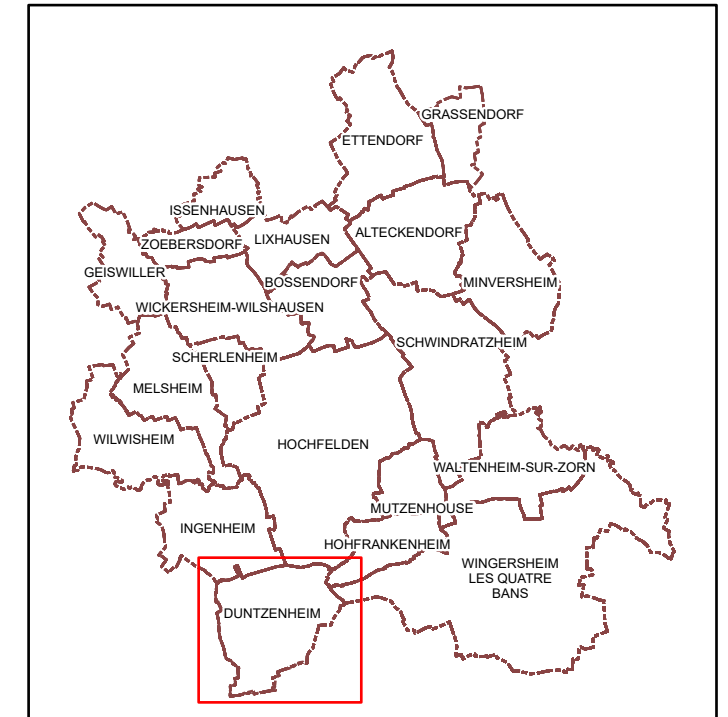 GRASSENDORF
ETTENDORF
ISSENHAUSEN
ALTECKENDORF
ZOEBERSDORF
LIXHAUSEN
GEISWILLER
BOSSENDORF
MINVERSHEIM
WICKERSHEIM-WILSHAUSEN
SCHWINDRATZHEIM
SCHERLENHEIM
MELSHEIM
WILWISHEIM
HOCHFELDEN
WALTENHEIM-SUR-ZORN
MUTZENHOUSE
INGENHEIM
HOHFRANKENHEIM
WINGERSHEIM
LES QUATRE
BANS
DUNTZENHEIM